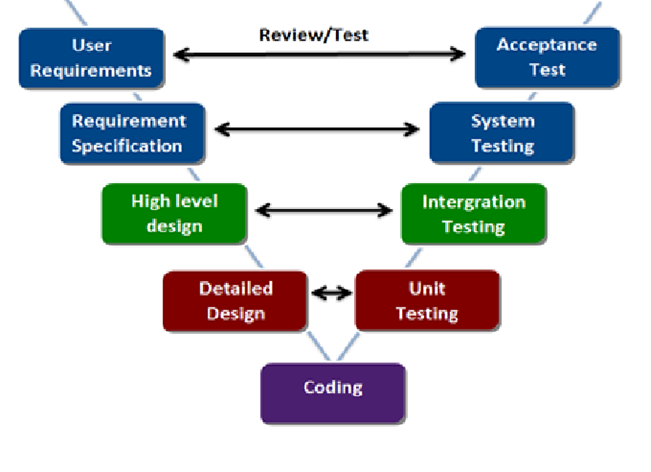 User
Requirements
Review/Test
Acceptance
Test
Requirement
Specification
System
Testing
High level
design
Intergration
Testing
Detailed
Design
Unit
Testing
Coding